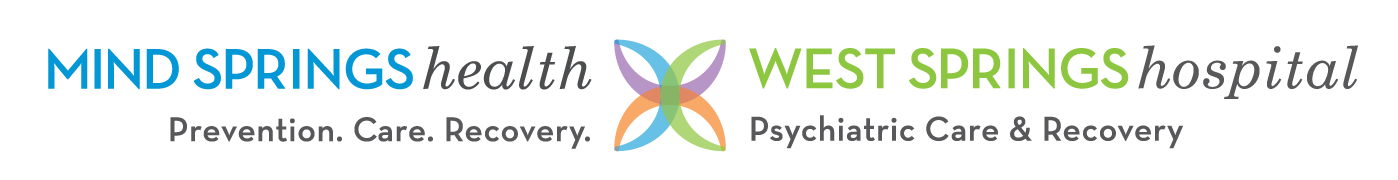 MIND SPRINGS health
Prevention. Care. Recovery.
WEST SPRINGS hospital
Psychiatric Care & Recovery